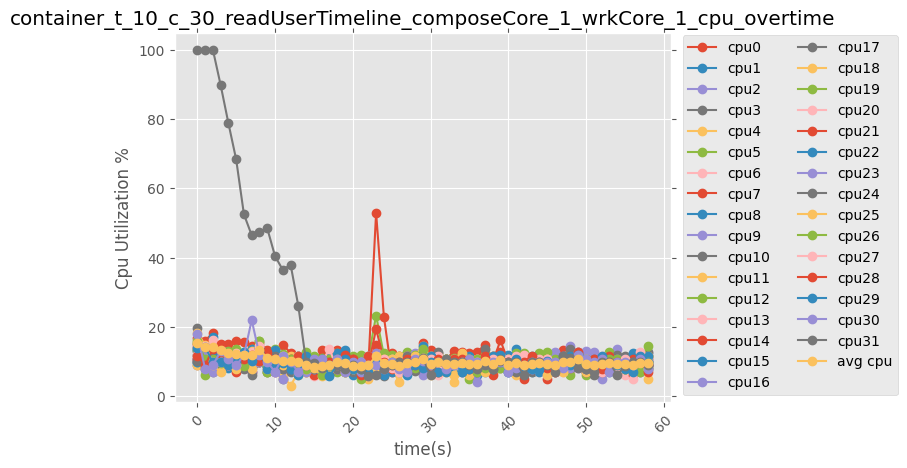 container_t_10_c_30_readUserTimeline_composeCore_1_wrkCore_1_cpu_overtime
Cpu Utilization %
100
80
60
40
20
0
0
10
20
30
40
50
60
time(s)
cpu0
cpu1
cpu2
cpu3
cpu4
cpu5
cpu6
cpu7
cpu8
cpu9
cpu10
cpu11
cpu12
cpu13
cpu14
cpu15
cpu16
cpu17
cpu18
cpu19
cpu20
cpu21
cpu22
cpu23
cpu24
cpu25
cpu26
cpu27
cpu28
cpu29
cpu30
cpu31
avg cpu